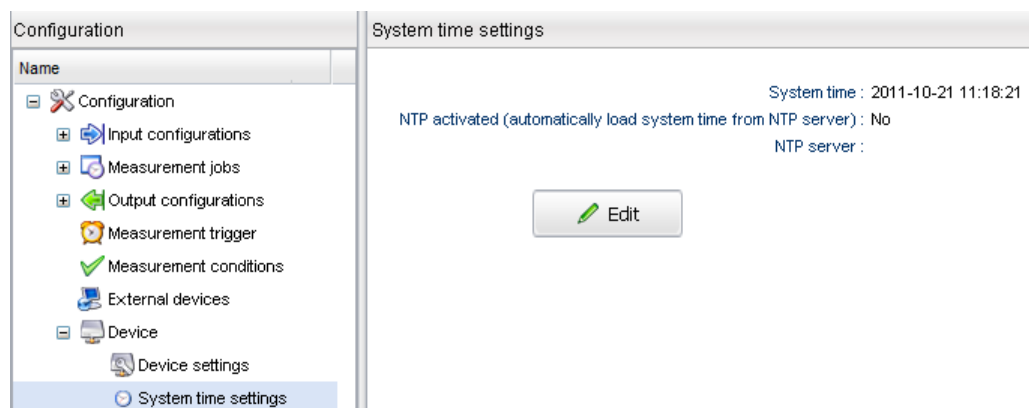 Configuration
Name
Configuration
Input configurations
Measurement jobs
Output configurations
Measurement trigger
Measurement conditions
External devices
Device
Device settings
System time settings
System time settings
System time : 2011-10-21 11:18:21
NTP activated (automatically load system time from NTP server) : No
NTP server :
Edit